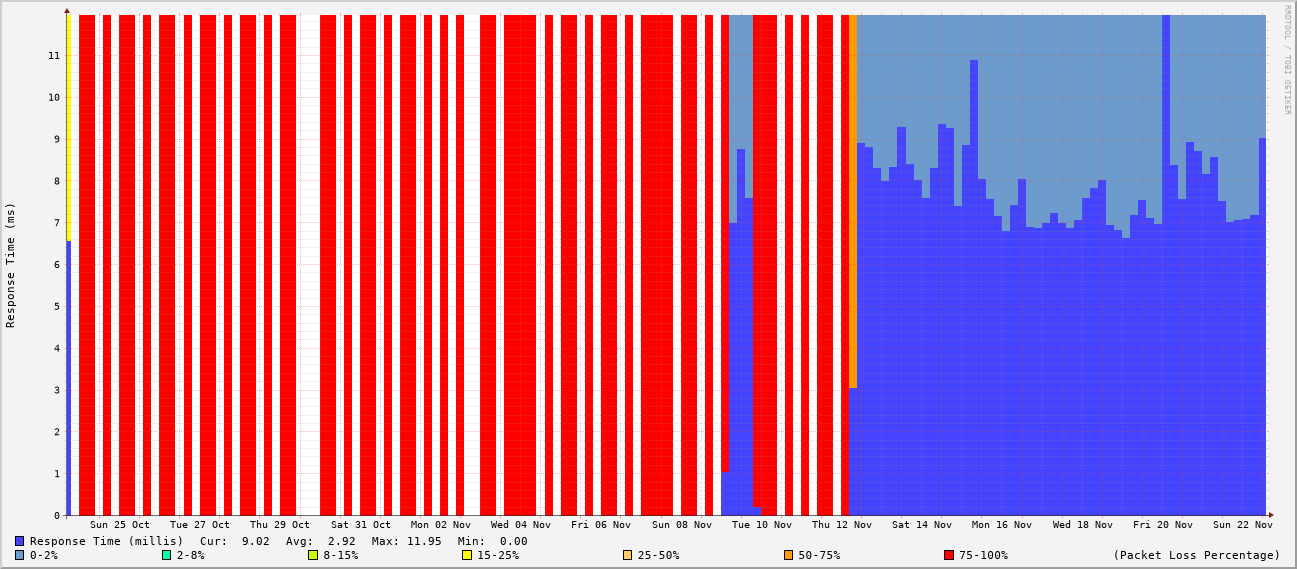 RRDTOOL / TOBI OETIKER
Response Time (ms)
11
10
9
8
7
6
5
4
3
2
1
0
Sun 25 Oct Tue 27 Oct Thu 29 Oct Sat 31 Oct Mon 02 Nov Wed 04 Nov Fri 06 Nov Sun 08 Nov Tue 10 Nov Thu 12 Nov Sat 14 Nov Mon 16 Nov Wed 18 Nov Fri 20 Nov Sun 22 Nov
Response Time (millis) Cur: 9.02 Avg: 2.92 Max: 11.95 Min: 0.00
0-2% 2-8% 8-15% 15-25% 25-50% 50-75% 75-100% (Packet Loss Percentage)